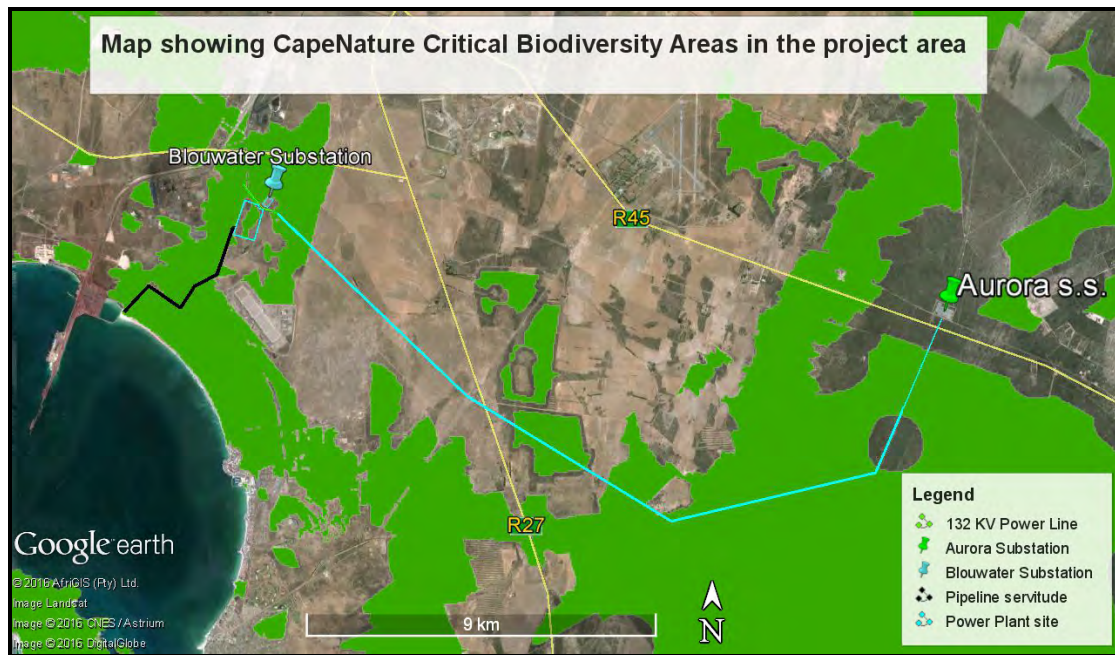 Map showing CapeNature Critical Biodiversity Areas in the project area
Blouwater Substation
R45
Aurora s.s.
R27
Legend
132 KV Power Line
Aurora Substation
Blouwater Substation
Pipeline servitude
Power Plant site
Google earth
© 2016 AfriGIS (Pty) Ltd.
Image Landsat
Image © 2016 CNES / Astrium
Image © 2016 DigitalGlobe
9 km
N